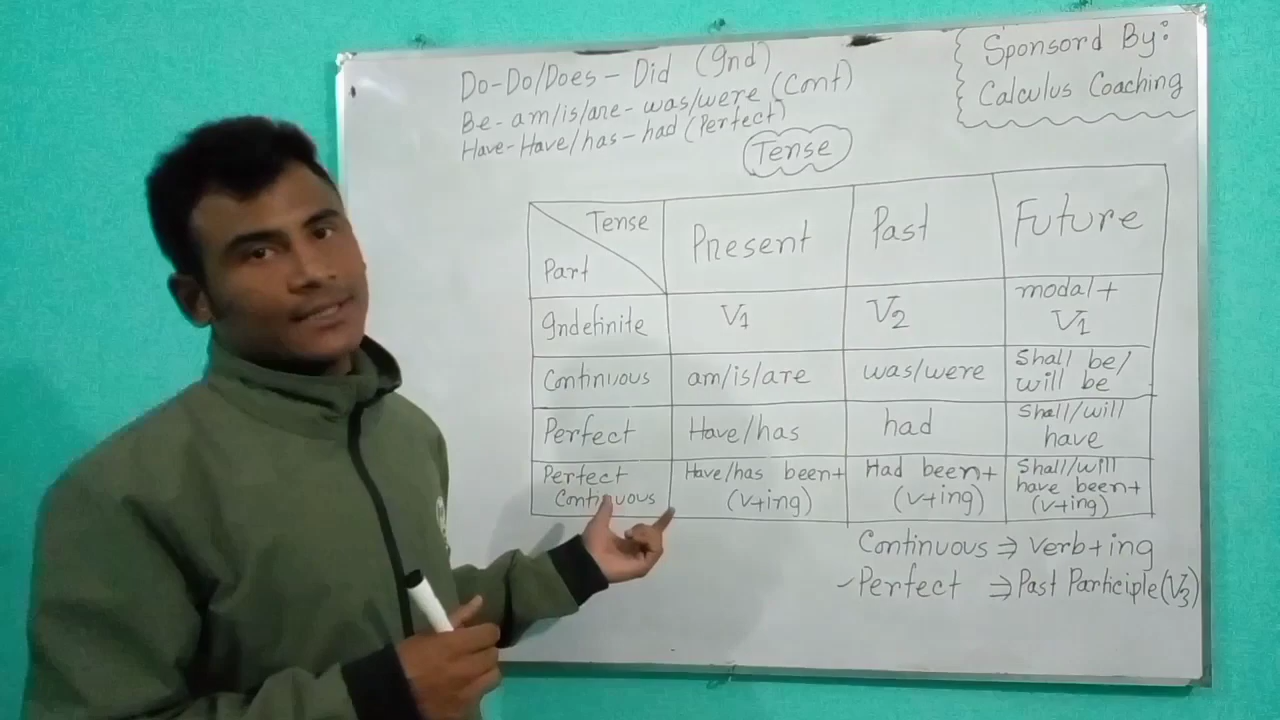 Do-Do/Does - Did (Ind)
Be - am/is/are - was/were (Cont)
Have - Have/has - had (Perfect)
Sponsord By:
Calculus Coaching
Tense
Tense
Part
Present
Past
Future
Indefinite
V1
V2
modal +
V1
Continuous
am/is/are
was/were
Shall be/
will be
Perfect
Have/has
had
Shall/will
have
Perfect
Continuous
Have/has been+
(V+ing)
Had been+
(V+ing)
Shall/will
have been+
(V+ing)
Continuous ⇒ Verb+ing
- Perfect ⇒ Past Participle (V3)